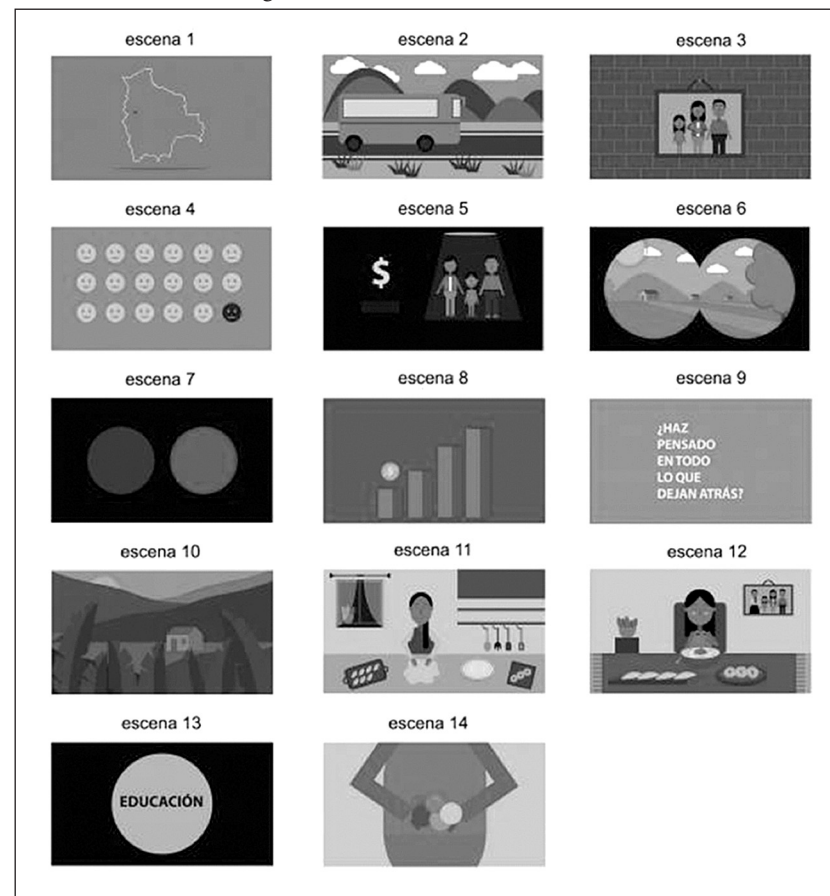 escena 1
escena 2
escena 3
escena 4
escena 5
$
escena 6
escena 7
escena 8
escena 9
¿HAZ
PENSADO
EN TODO
LO QUE
DEJAN ATRÁS?
escena 10
escena 11
escena 12
escena 13
EDUCACIÓN
escena 14